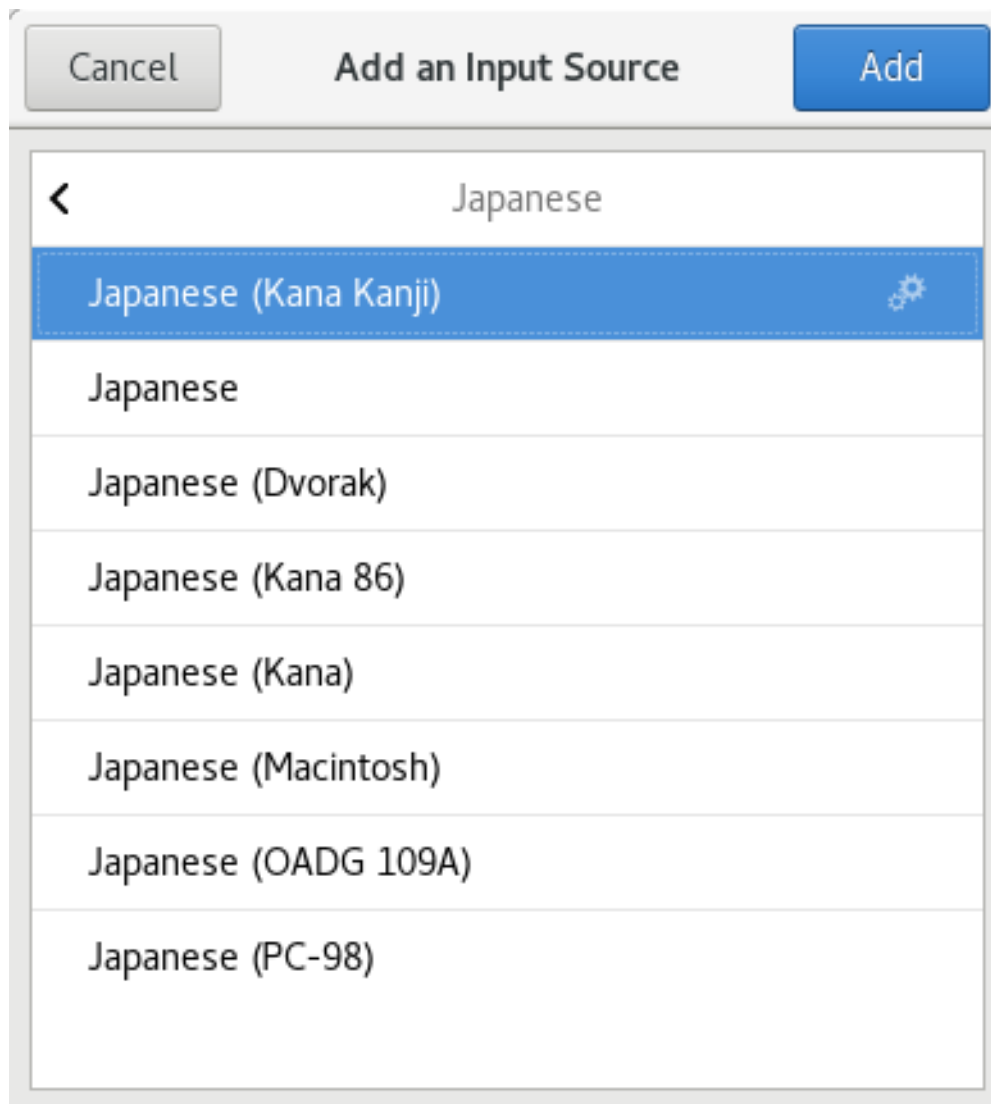 Cancel Add an Input Source Add
Japanese
Japanese (Kana Kanji)
Japanese
Japanese (Dvorak)
Japanese (Kana 86)
Japanese (Kana)
Japanese (Macintosh)
Japanese (OADG 109A)
Japanese (PC-98)